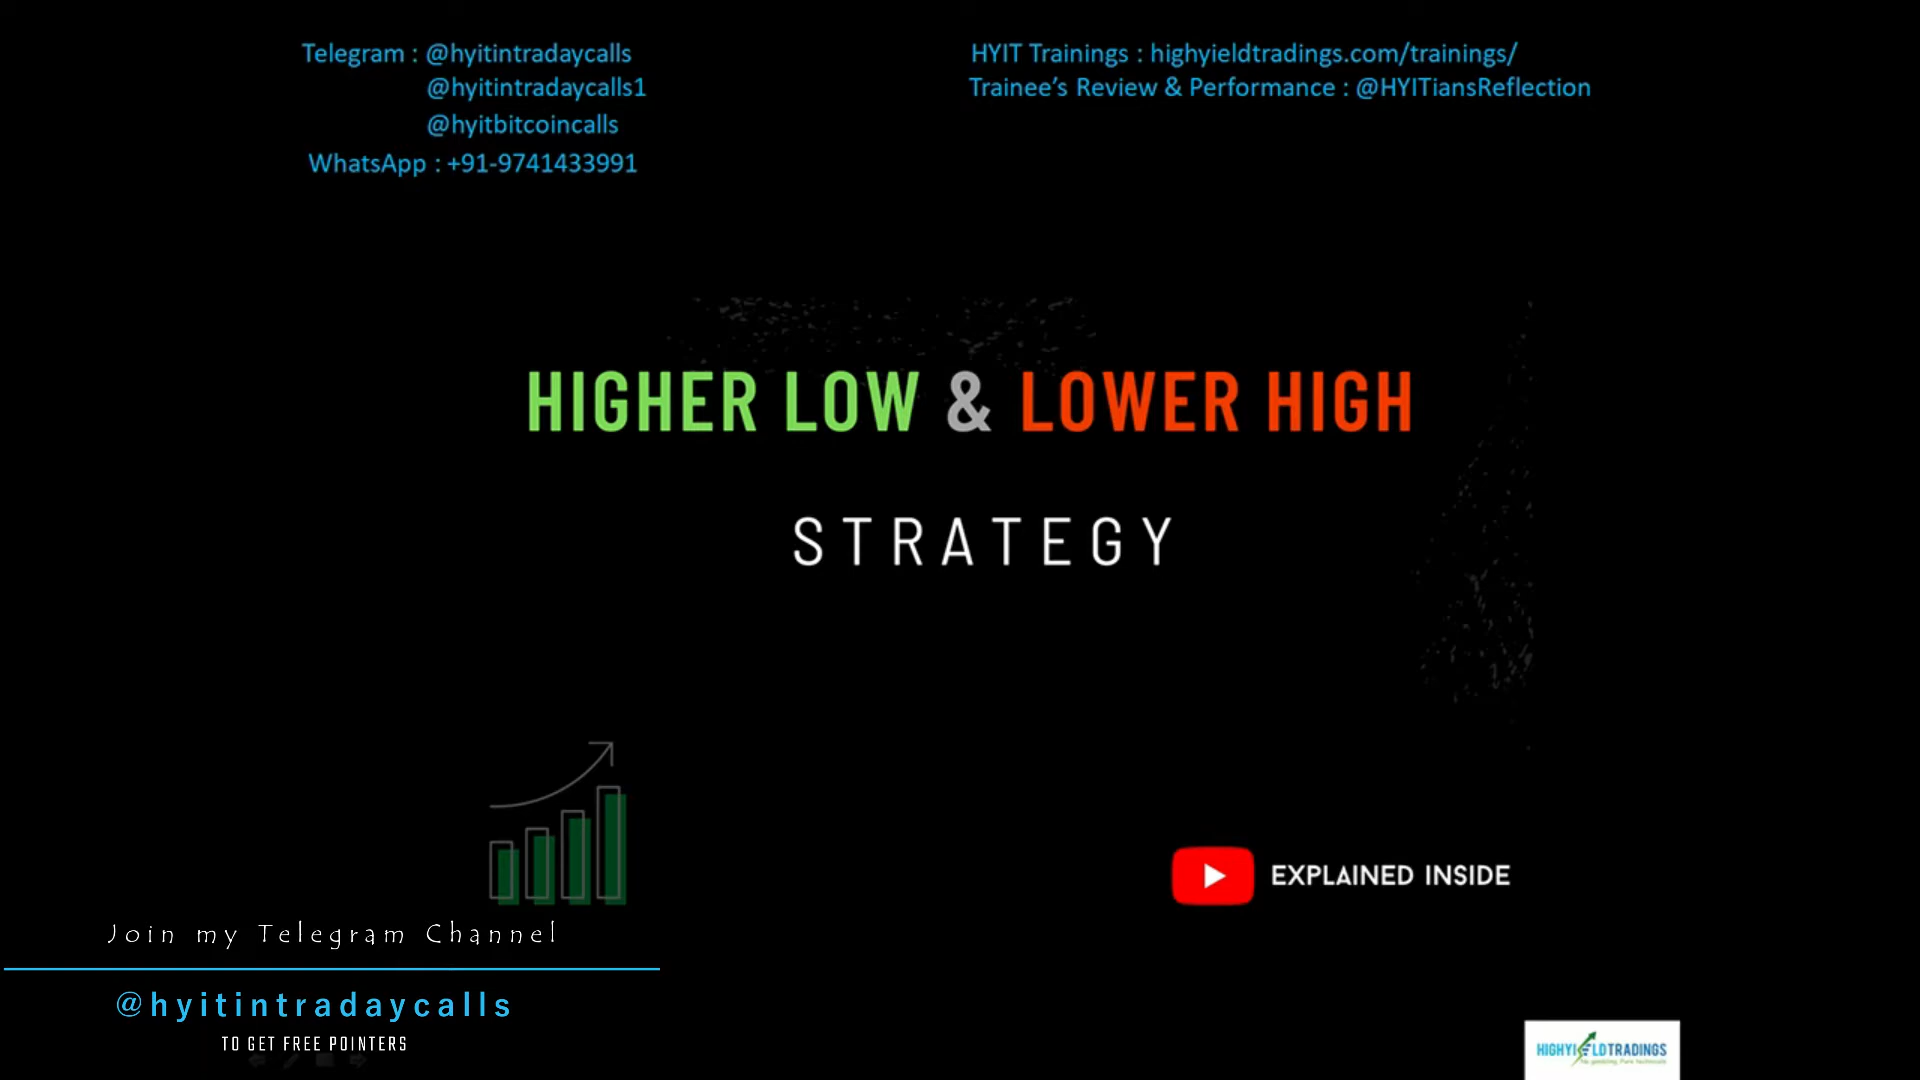 Telegram : @hyitintradaycalls
@hyitintradaycalls1
@hyitbitcoincalls
WhatsApp : +91-9741433991
HYIT Trainings : highyieldtradings.com/trainings/
Trainee’s Review & Performance : @HYITiansReflection
HIGHER LOW & LOWER HIGH
STRATEGY
EXPLAINED INSIDE
Join my Telegram Channel
@hyitintradaycalls
TO GET FREE POINTERS
HIGHYIELDTRADINGS